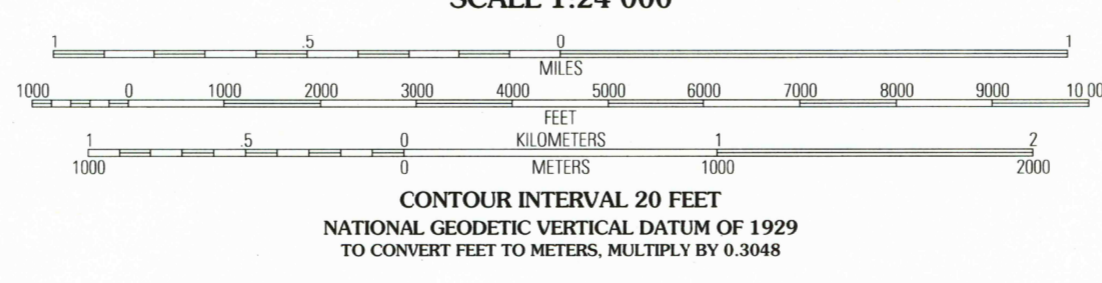 SCALE 1:24 000
1 .5 0 1
MILES
1000 0 1000 2000 3000 4000 5000 6000 7000 8000 9000 10 00
FEET
1 .5 0 KILOMETERS 1 2
1000 0 METERS 1000 2000
CONTOUR INTERVAL 20 FEET
NATIONAL GEODETIC VERTICAL DATUM OF 1929
TO CONVERT FEET TO METERS, MULTIPLY BY 0.3048